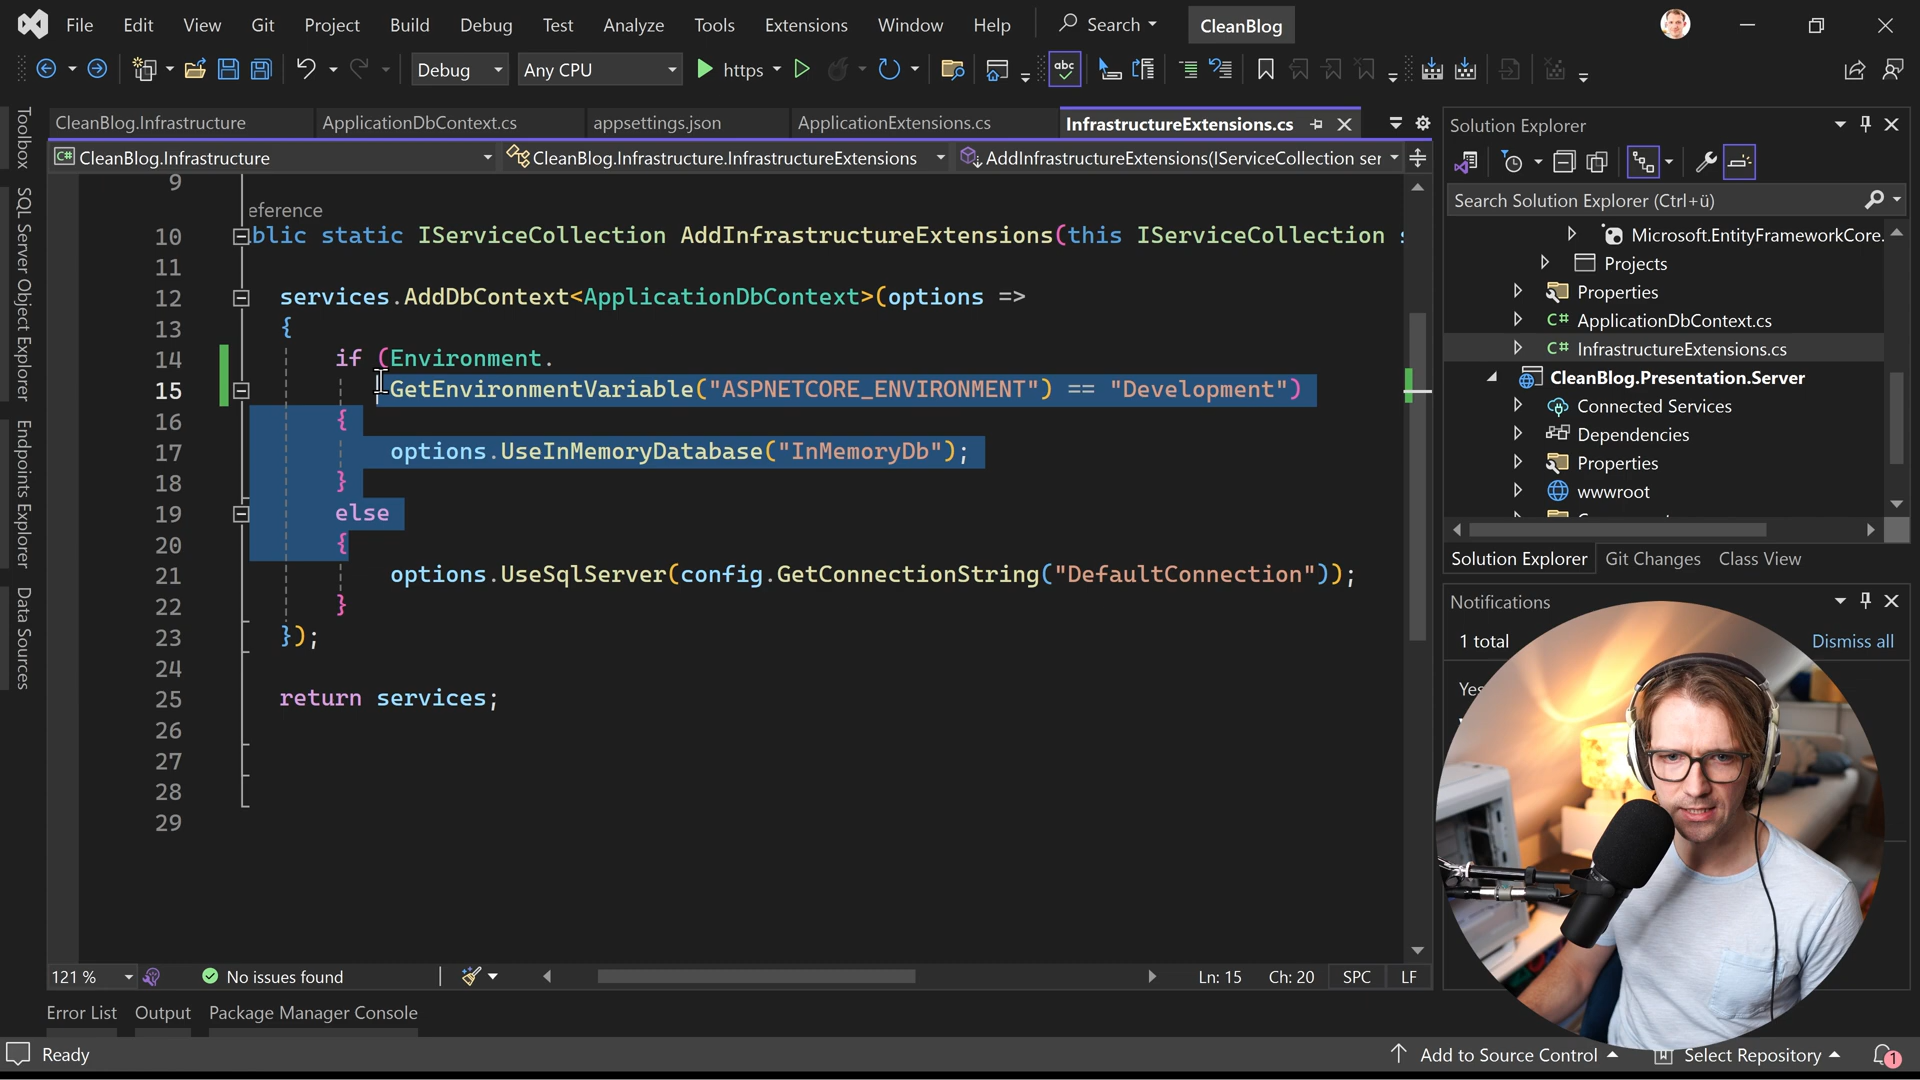 File Edit View Git Project Build Debug Test Analyze Tools Extensions Window Help Search CleanBlog
Debug Any CPU https abc
Toolbox
SQL Server Object Explorer
Endpoints Explorer
Data Sources
CleanBlog.Infrastructure ApplicationDbContext.cs appsettings.json ApplicationExtensions.cs InfrastructureExtensions.cs
C# CleanBlog.Infrastructure CleanBlog.Infrastructure.InfrastructureExtensions AddInfrastructureExtensions(IServiceCollection ser
9
eference
10 blic static IServiceCollection AddInfrastructureExtensions(this IServiceCollection s
11
12 services.AddDbContext<ApplicationDbContext>(options =>
13 {
14 if (Environment.
15 GetEnvironmentVariable("ASPNETCORE_ENVIRONMENT") == "Development")
16 {
17 options.UseInMemoryDatabase("InMemoryDb");
18 }
19 else
20 {
21 options.UseSqlServer(config.GetConnectionString("DefaultConnection"));
22 }
23 });
24
25 return services;
26
27
28
29
121 % No issues found Ln: 15 Ch: 20 SPC LF
Error List Output Package Manager Console
Ready
Solution Explorer
Search Solution Explorer (Ctrl+ü)
Microsoft.EntityFrameworkCore.
Projects
Properties
C# ApplicationDbContext.cs
C# InfrastructureExtensions.cs
CleanBlog.Presentation.Server
Connected Services
Dependencies
Properties
wwwroot
Solution Explorer Git Changes Class View
Notifications
1 total Dismiss all
Yes
Add to Source Control Select Repository 1